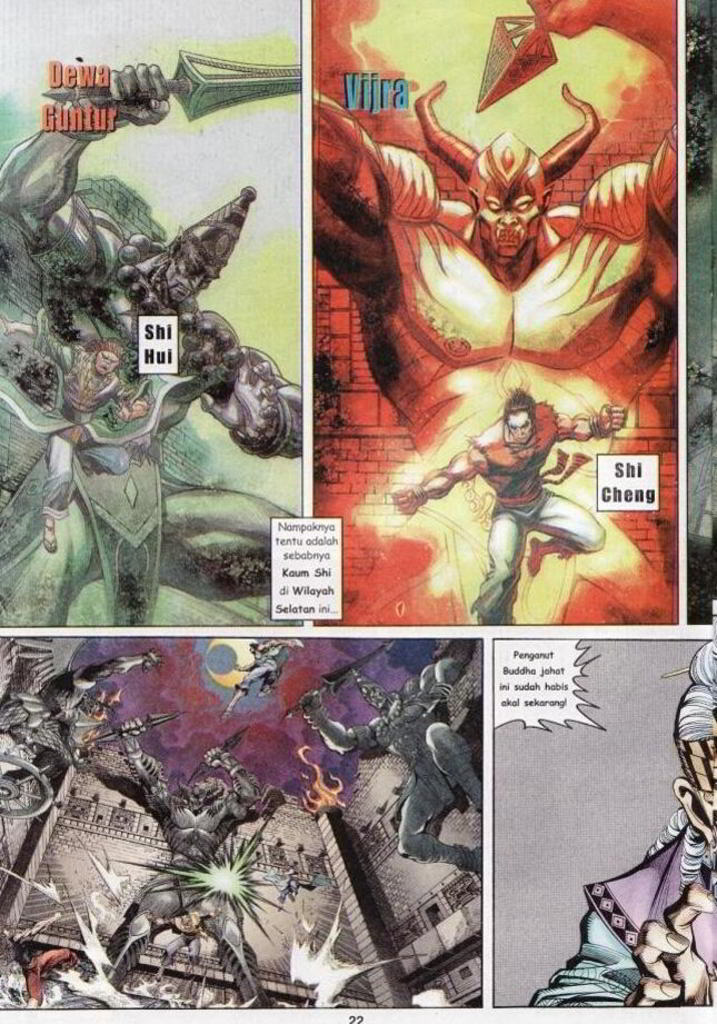 Dewa
Guntur
Vijra
Shi
Hui
Shi
Cheng
Nampaknya
tentu adalah
sebabnya
Kaum Shi
di Wilayah
Selatan ini...
Penganut
Buddha jahat
ini sudah habis
akal sekarang!
22